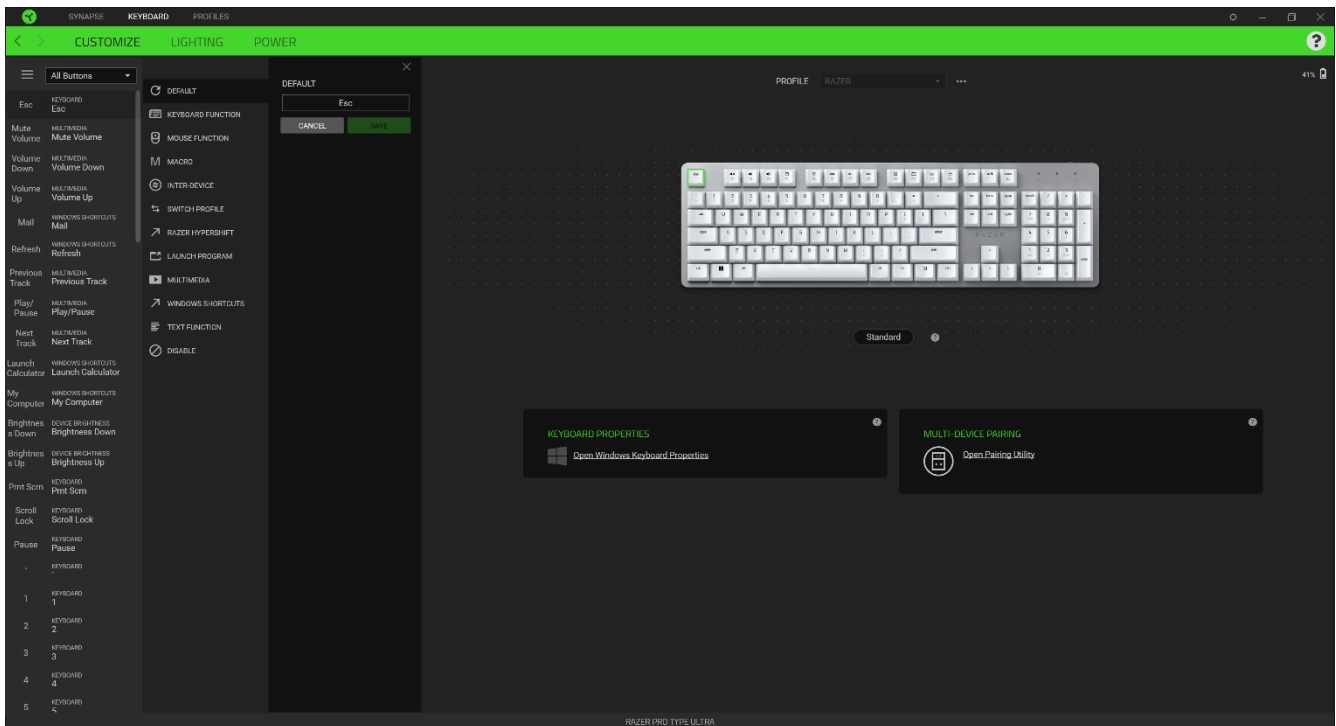 SYNAPSE KEYBOARD PROFILES
CUSTOMIZE LIGHTING POWER
All Buttons
Esc
KEYBOARD
Esc
Mute Volume
MULTIMEDIA
Mute Volume
Volume Down
MULTIMEDIA
Volume Down
Volume Up
MULTIMEDIA
Volume Up
Mail
WINDOWS SHORTCUTS
Mail
Refresh
WINDOWS SHORTCUTS
Refresh
Previous Track
MULTIMEDIA
Previous Track
Play/ Pause
MULTIMEDIA
Play/Pause
Next Track
MULTIMEDIA
Next Track
Launch Calculator
WINDOWS SHORTCUTS
Launch Calculator
My Computer
WINDOWS SHORTCUTS
My Computer
Brightnes s Down
DEVICE BRIGHTNESS
Brightness Down
Brightnes s Up
DEVICE BRIGHTNESS
Brightness Up
Prnt Scrn
KEYBOARD
Prnt Scrn
Scroll Lock
KEYBOARD
Scroll Lock
Pause
KEYBOARD
Pause
`
KEYBOARD
`
1
KEYBOARD
1
2
KEYBOARD
2
3
KEYBOARD
3
4
KEYBOARD
4
5
KEYBOARD
5
DEFAULT
KEYBOARD FUNCTION
MOUSE FUNCTION
MACRO
INTER-DEVICE
SWITCH PROFILE
RAZER HYPERSHIFT
LAUNCH PROGRAM
MULTIMEDIA
WINDOWS SHORTCUTS
TEXT FUNCTION
DISABLE
DEFAULT
Esc
CANCEL SAVE
PROFILE RAZER
41%
RAZER
Standard
KEYBOARD PROPERTIES
Open Windows Keyboard Properties
MULTI-DEVICE PAIRING
Open Pairing Utility
RAZER PRO TYPE ULTRA